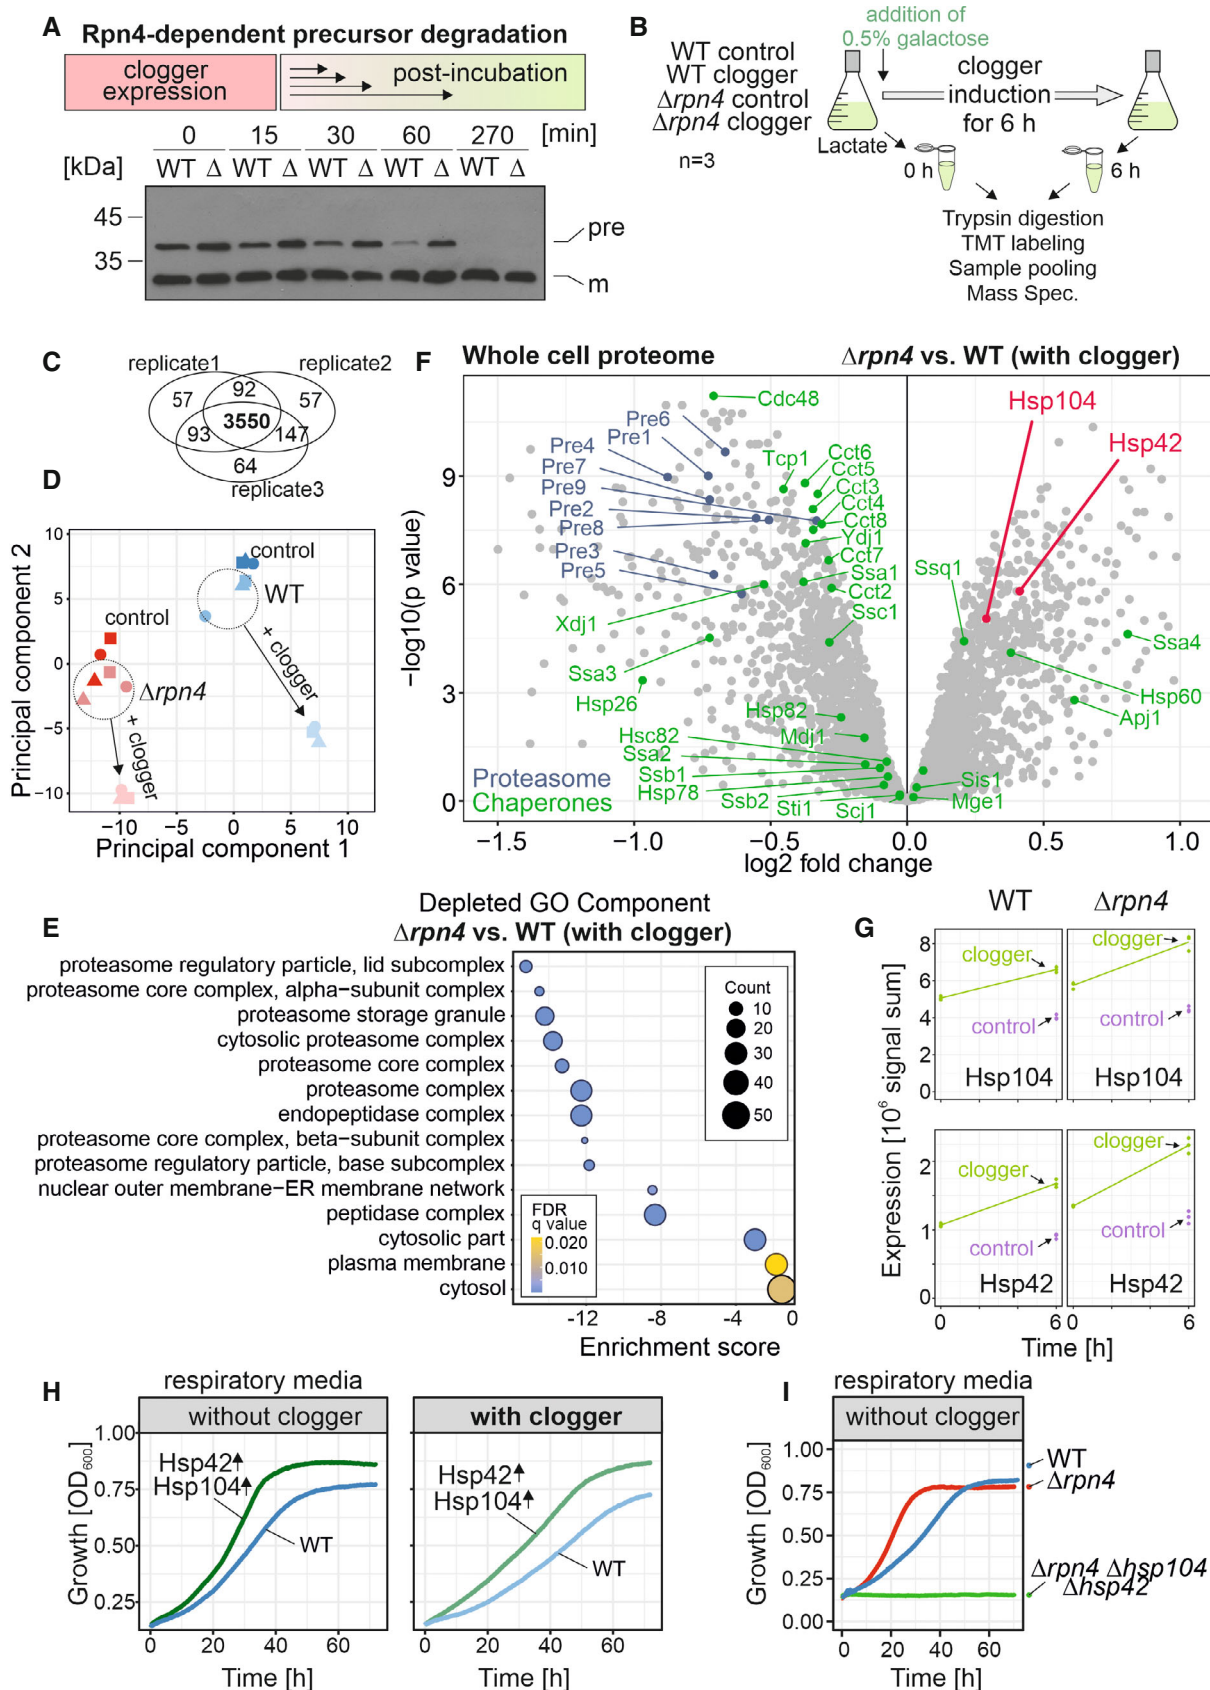 A
Rpn4-dependent precursor degradation
clogger expression
post-incubation
0 15 30 60 270 [min]
[kDa] WT Δ WT Δ WT Δ WT Δ WT Δ
45
35
pre
m
B
WT control
WT clogger
Δrpn4 control
Δrpn4 clogger
n=3
addition of
0.5% galactose
clogger
induction
for 6 h
Lactate
0 h
6 h
Trypsin digestion
TMT labeling
Sample pooling
Mass Spec.
C
replicate1
replicate2
57
92
57
3550
93
147
64
replicate3
D
Principal component 2
10
5
0
−5
−10
control
WT
control
Δrpn4
+ clogger
+ clogger
−10 −5 0 5 10
Principal component 1
F
Whole cell proteome
Δrpn4 vs. WT (with clogger)
−log10(p value)
9
6
3
0
Cdc48
Hsp104
Hsp42
Pre6
Pre4
Pre1
Pre7
Pre9
Pre2
Pre8
Pre3
Pre5
Tcp1
Cct6
Cct5
Cct3
Cct4
Cct8
Ydj1
Cct7
Ssa1
Cct2
Ssc1
Ssq1
Xdj1
Ssa3
Hsp26
Ssa4
Hsp60
Apj1
Hsp82
Hsc82
Mdj1
Ssa2
Ssb1
Hsp78
Ssb2
Sti1
Scj1
Sis1
Mge1
Proteasome
Chaperones
−1.5 −1.0 −0.5 0.0 0.5 1.0
log2 fold change
E
Depleted GO Component
Δrpn4 vs. WT (with clogger)
proteasome regulatory particle, lid subcomplex
proteasome core complex, alpha−subunit complex
proteasome storage granule
cytosolic proteasome complex
proteasome core complex
proteasome complex
endopeptidase complex
proteasome core complex, beta−subunit complex
proteasome regulatory particle, base subcomplex
nuclear outer membrane−ER membrane network
peptidase complex
cytosolic part
plasma membrane
cytosol
Count
10
20
30
40
50
FDR
q value
0.020
0.010
-12 -8 -4 0
Enrichment score
G
WT Δrpn4
Expression [10⁶ signal sum]
8
6
4
2
0
clogger
control
Hsp104
clogger
control
Hsp104
2
1
0
clogger
control
Hsp42
clogger
control
Hsp42
0 6 0 6
Time [h]
H
respiratory media
without clogger
with clogger
Growth [OD600]
1.00
0.75
0.50
0.25
Hsp42
Hsp104
WT
Hsp42
Hsp104
WT
0 20 40 60
0 20 40 60
Time [h]
Time [h]
I
respiratory media
without clogger
Growth [OD600]
1.00
0.75
0.50
0.25
0.00
WT
Δrpn4
Δrpn4 Δhsp104
Δhsp42
0 20 40 60
Time [h]